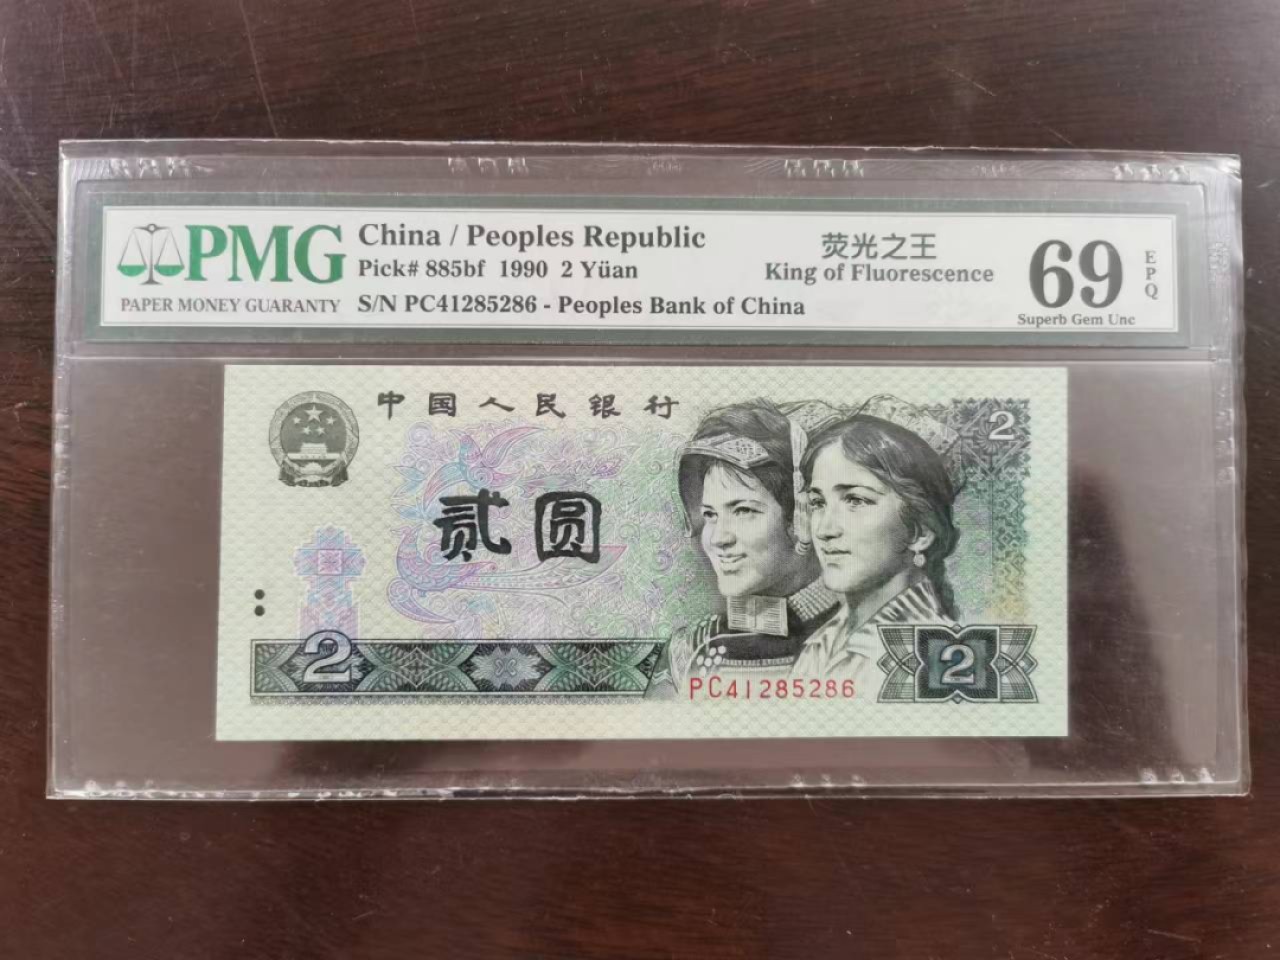 PMG
PAPER MONEY GUARANTY
China / Peoples Republic
Pick# 885bf 1990 2 Yüan
S/N PC41285286 - Peoples Bank of China
荧光之王
King of Fluorescence
69
EPQ
Superb Gem Unc
中国人民银行
2
贰圆
2
PC41285286
2